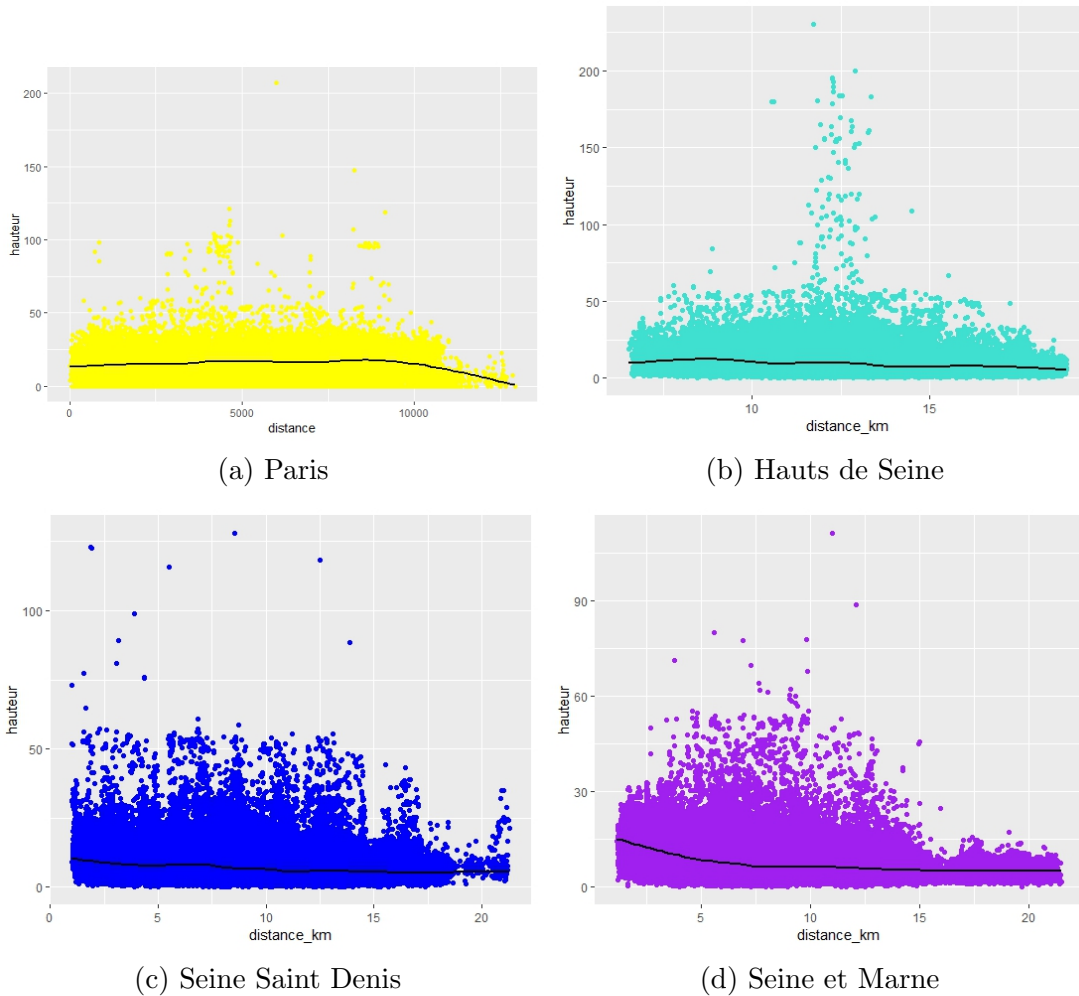 200
150
100
50
0
hauteur
0
5000
10000
distance
(a) Paris
200
150
100
50
0
hauteur
10
15
distance_km
(b) Hauts de Seine
100
50
0
hauteur
0
5
10
15
20
distance_km
(c) Seine Saint Denis
90
60
30
0
hauteur
5
10
15
20
distance_km
(d) Seine et Marne